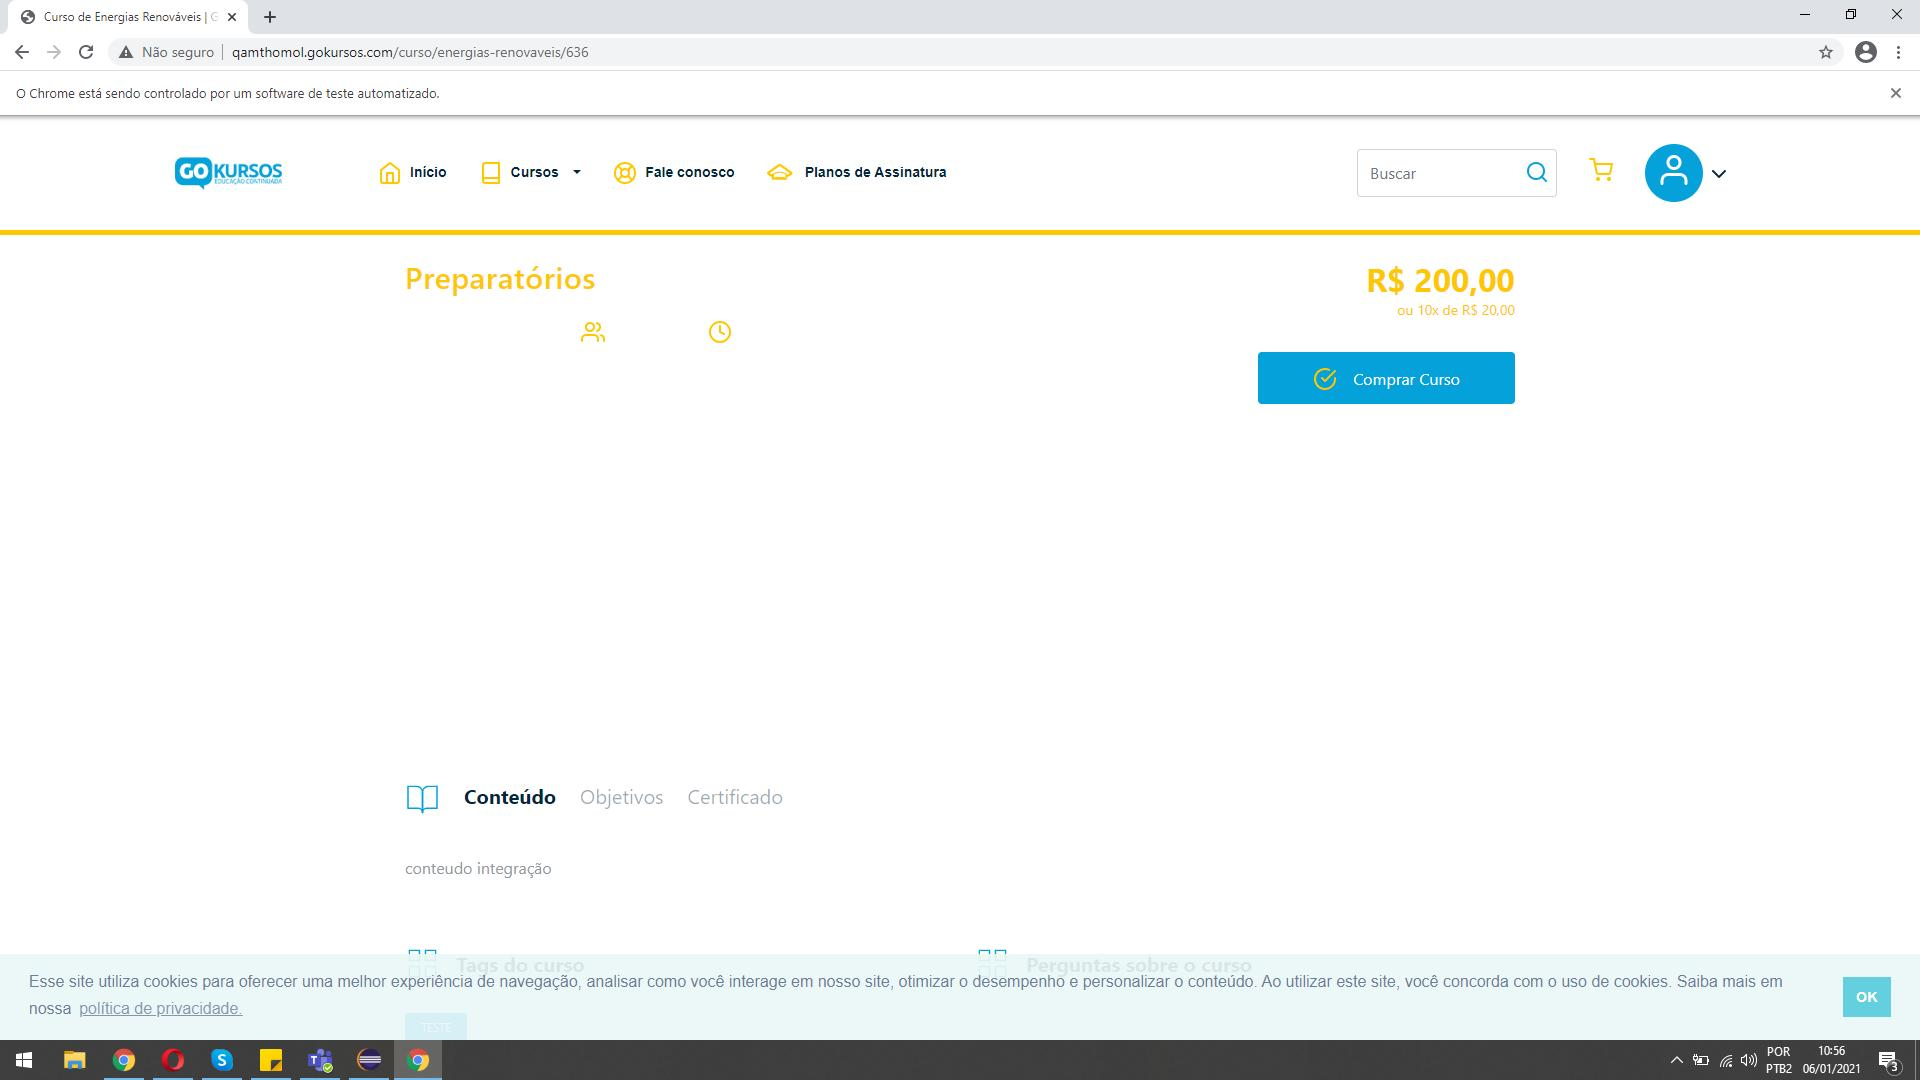 Curso de Energias Renováveis | G
Não seguro
qamthomol.gokursos.com/curso/energias-renovaveis/636
O Chrome está sendo controlado por um software de teste automatizado.
GOKURSOS
EDUCAÇÃO CONTINUADA
Início
Cursos
Fale conosco
Planos de Assinatura
Buscar
Preparatórios
R$ 200,00
ou 10x de R$ 20,00
Comprar Curso
Conteúdo
Objetivos
Certificado
conteudo integração
Tags do curso
Perguntas sobre o curso
Esse site utiliza cookies para oferecer uma melhor experiência de navegação, analisar como você interage em nosso site, otimizar o desempenho e personalizar o conteúdo. Ao utilizar este site, você concorda com o uso de cookies. Saiba mais em
nossa política de privacidade.
OK
TESTE
POR
PTB2
10:56
06/01/2021
3